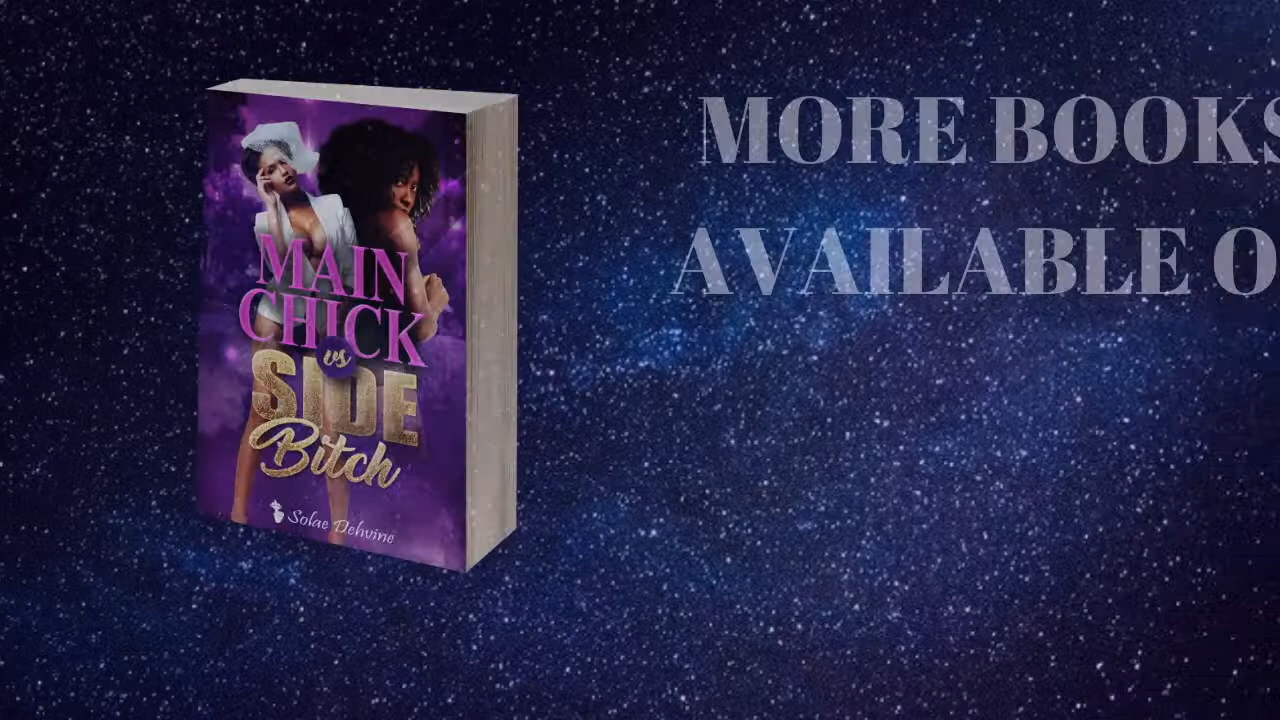 MAIN
CHICK
vs
SIDE
Bitch
Solae Dehvine
MORE BOOKS
AVAILABLE O